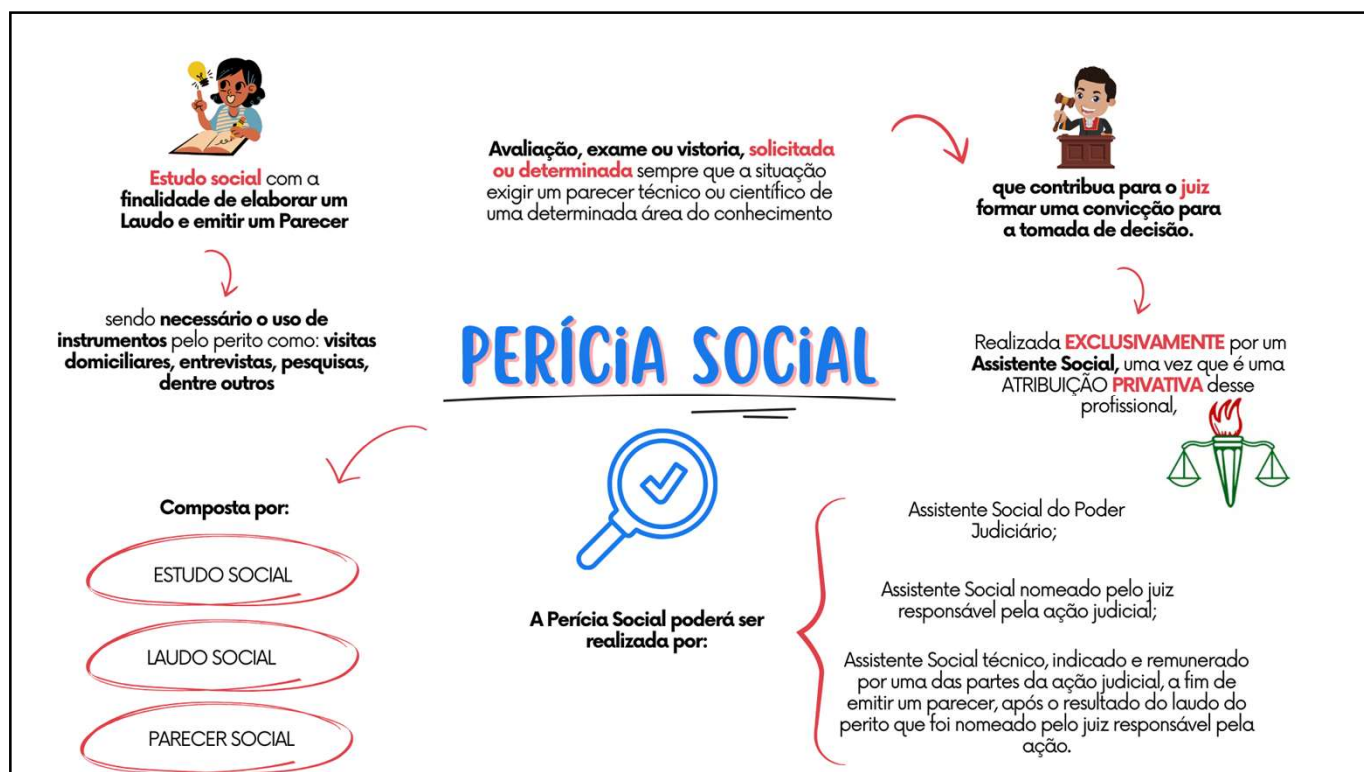 Estudo social com a
finalidade de elaborar um
Laudo e emitir um Parecer
sendo necessário o uso de
instrumentos pelo perito como: visitas
domiciliares, entrevistas, pesquisas,
dentre outros
Avaliação, exame ou vistoria, solicitada
ou determinada sempre que a situação
exigir um parecer técnico ou científico de
uma determinada área do conhecimento
que contribua para o juiz
formar uma convicção para
a tomada de decisão.
Realizada EXCLUSIVAMENTE por um
Assistente Social, uma vez que é uma
ATRIBUIÇÃO PRIVATIVA desse
profissional,
PERÍCIA SOCIAL
Composta por:
ESTUDO SOCIAL
LAUDO SOCIAL
PARECER SOCIAL
A Perícia Social poderá ser
realizada por:
Assistente Social do Poder
Judiciário;
Assistente Social nomeado pelo juiz
responsável pela ação judicial;
Assistente Social técnico, indicado e remunerado
por uma das partes da ação judicial, a fim de
emitir um parecer, após o resultado do laudo do
perito que foi nomeado pelo juiz responsável pela
ação.